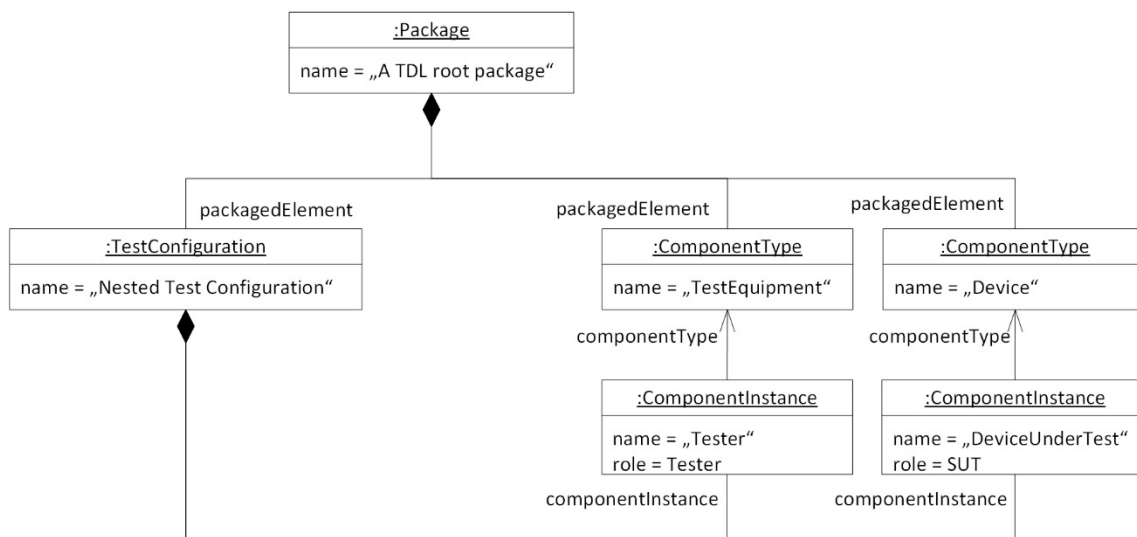 :Package
name = „A TDL root package“
packagedElement
packagedElement
packagedElement
:TestConfiguration
name = „Nested Test Configuration“
:ComponentType
name = „TestEquipment“
:ComponentType
name = „Device“
componentType
componentType
:ComponentInstance
name = „Tester“
role = Tester
:ComponentInstance
name = „DeviceUnderTest“
role = SUT
componentInstance
componentInstance